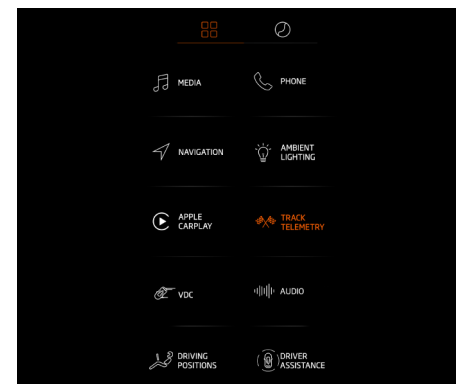 MEDIA
PHONE
NAVIGATION
AMBIENT
LIGHTING
APPLE
CARPLAY
TRACK
TELEMETRY
VDC
AUDIO
DRIVING
POSITIONS
DRIVER
ASSISTANCE